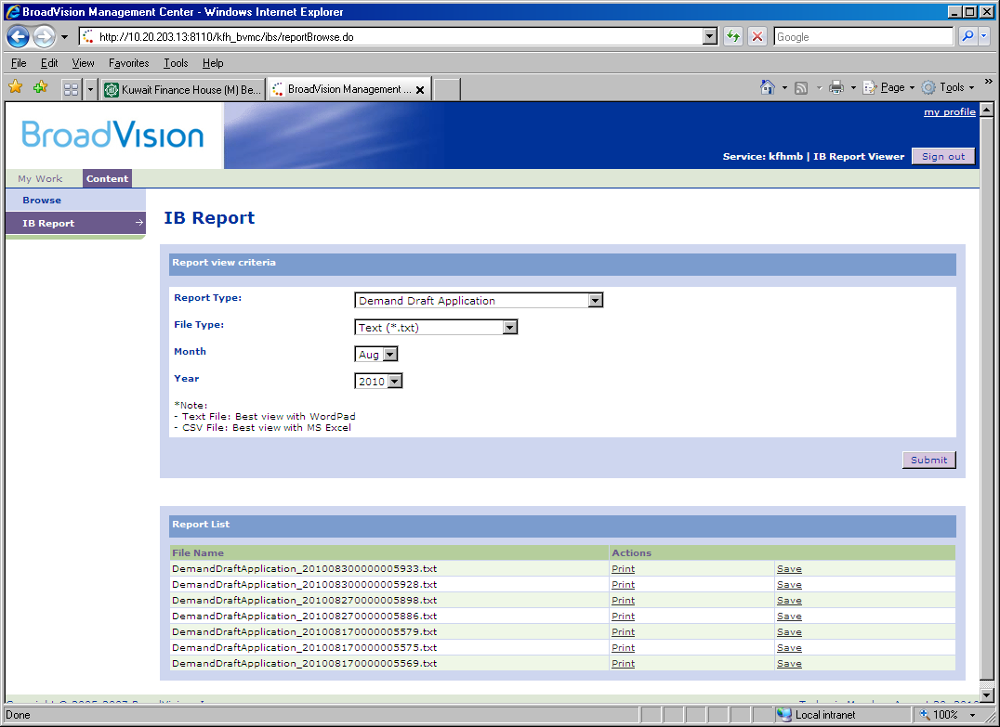 BroadVision Management Center - Windows Internet Explorer
http://10.20.203.13:8110/kfh_bvmc/ibs/reportBrowse.do
Google
File Edit View Favorites Tools Help
Kuwait Finance House (M) Be... BroadVision Management ... Page Tools
my profile
BroadVision
Service: kfhmb | IB Report Viewer Sign out
My Work Content
Browse
IB Report
IB Report
Report view criteria
Report Type: Demand Draft Application
File Type: Text (*.txt)
Month Aug
Year 2010
*Note:
- Text File: Best view with WordPad
- CSV File: Best view with MS Excel
Submit
Report List
File Name Actions
DemandDraftApplication_201008300000005933.txt Print Save
DemandDraftApplication_201008300000005928.txt Print Save
DemandDraftApplication_201008270000005898.txt Print Save
DemandDraftApplication_201008270000005886.txt Print Save
DemandDraftApplication_201008170000005579.txt Print Save
DemandDraftApplication_201008170000005575.txt Print Save
DemandDraftApplication_201008170000005569.txt Print Save
Done Local intranet 100%